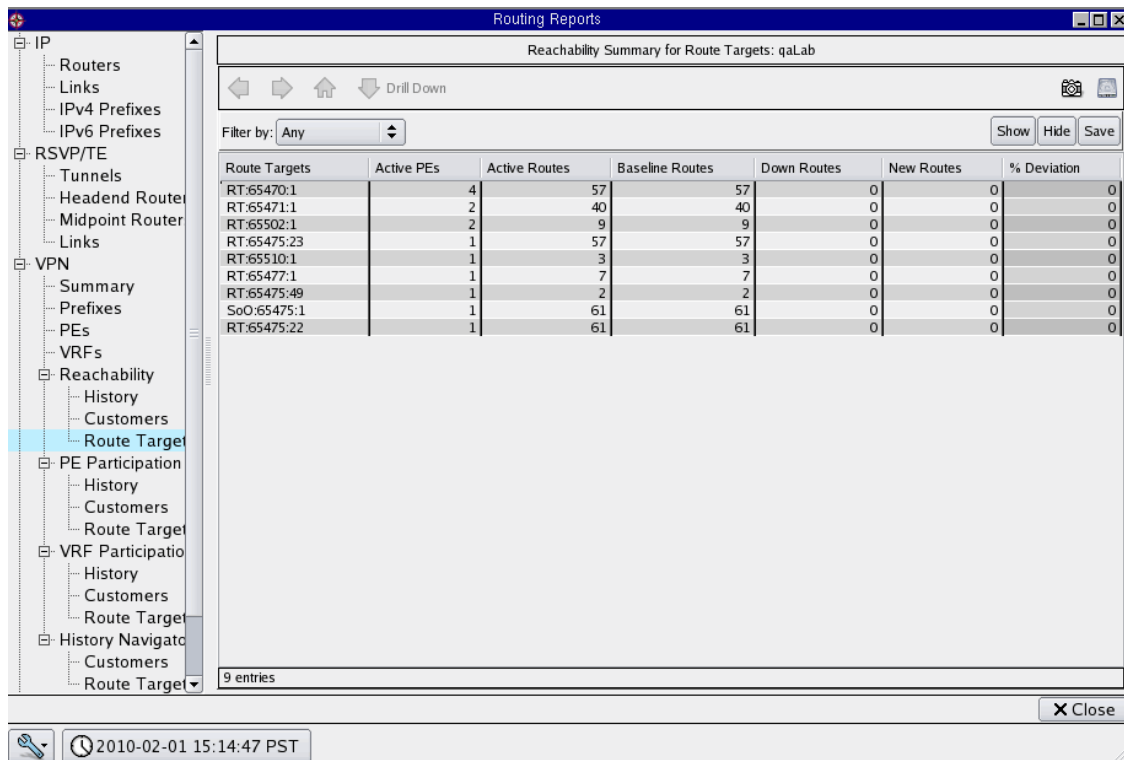 Routing Reports
IP
Routers
Links
IPv4 Prefixes
IPv6 Prefixes
RSVP/TE
Tunnels
Headend Router
Midpoint Router
Links
VPN
Summary
Prefixes
PEs
VRFs
Reachability
History
Customers
Route Target
PE Participation
History
Customers
Route Target
VRF Participatio
History
Customers
Route Target
History Navigato
Customers
Route Target
Reachability Summary for Route Targets: qaLab
Drill Down
Filter by: Any Show Hide Save
Route Targets Active PEs Active Routes Baseline Routes Down Routes New Routes % Deviation
RT:65470:1 4 57 57 0 0 0
RT:65471:1 2 40 40 0 0 0
RT:65502:1 2 9 9 0 0 0
RT:65475:23 1 57 57 0 0 0
RT:65510:1 1 3 3 0 0 0
RT:65477:1 1 7 7 0 0 0
RT:65475:49 1 2 2 0 0 0
SoO:65475:1 1 61 61 0 0 0
RT:65475:22 1 61 61 0 0 0
9 entries
Close
2010-02-01 15:14:47 PST